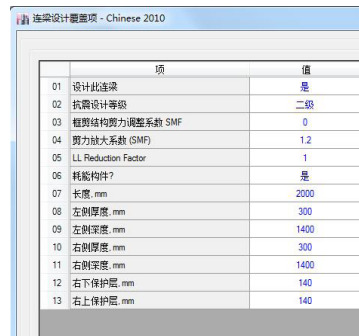 连梁设计覆盖项 - Chinese 2010
项 值
01 设计此连梁 是
02 抗震设计等级 二级
03 框剪结构剪力调整系数 SMF 0
04 剪力放大系数 (SMF) 1.2
05 LL Reduction Factor 1
06 耗能构件? 是
07 长度, mm 2000
08 左侧厚度, mm 300
09 左侧深度, mm 1400
10 右侧厚度, mm 300
11 右侧深度, mm 1400
12 右下保护层, mm 140
13 右上保护层, mm 140